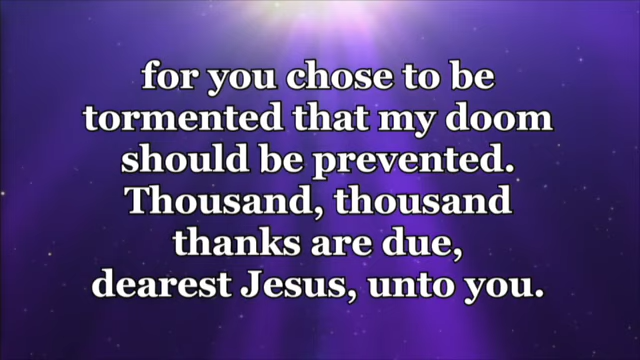 for you chose to be
tormented that my doom
should be prevented.
Thousand, thousand
thanks are due,
dearest Jesus, unto you.